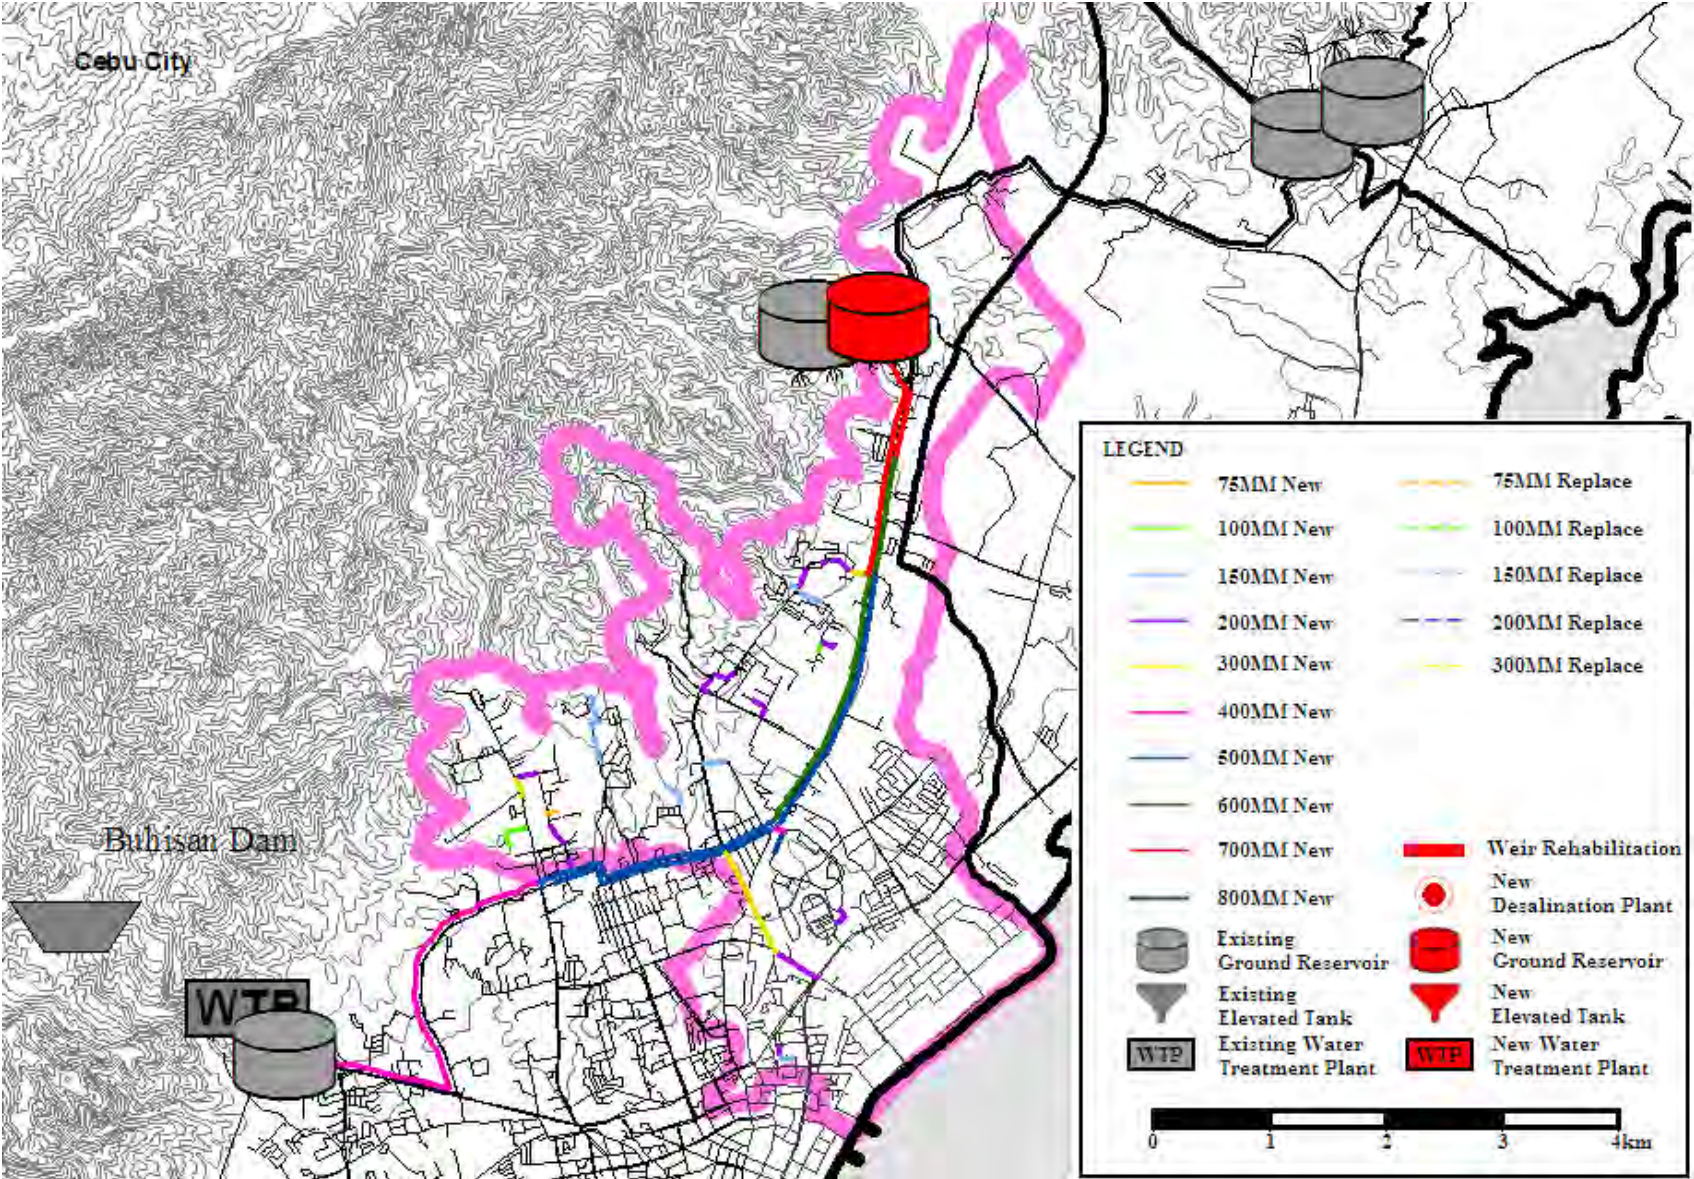 Cebu City
Buhisan Dam
WTP
LEGEND
75MM New
75MM Replace
100MM New
100MM Replace
150MM New
150MM Replace
200MM New
200MM Replace
300MM New
300MM Replace
400MM New
500MM New
600MM New
700MM New
Weir Rehabilitation
800MM New
New
Desalination Plant
Existing
Ground Reservoir
New
Ground Reservoir
Existing
Elevated Tank
New
Elevated Tank
WTP
Existing Water
Treatment Plant
WTP
New Water
Treatment Plant
0 1 2 3 4km